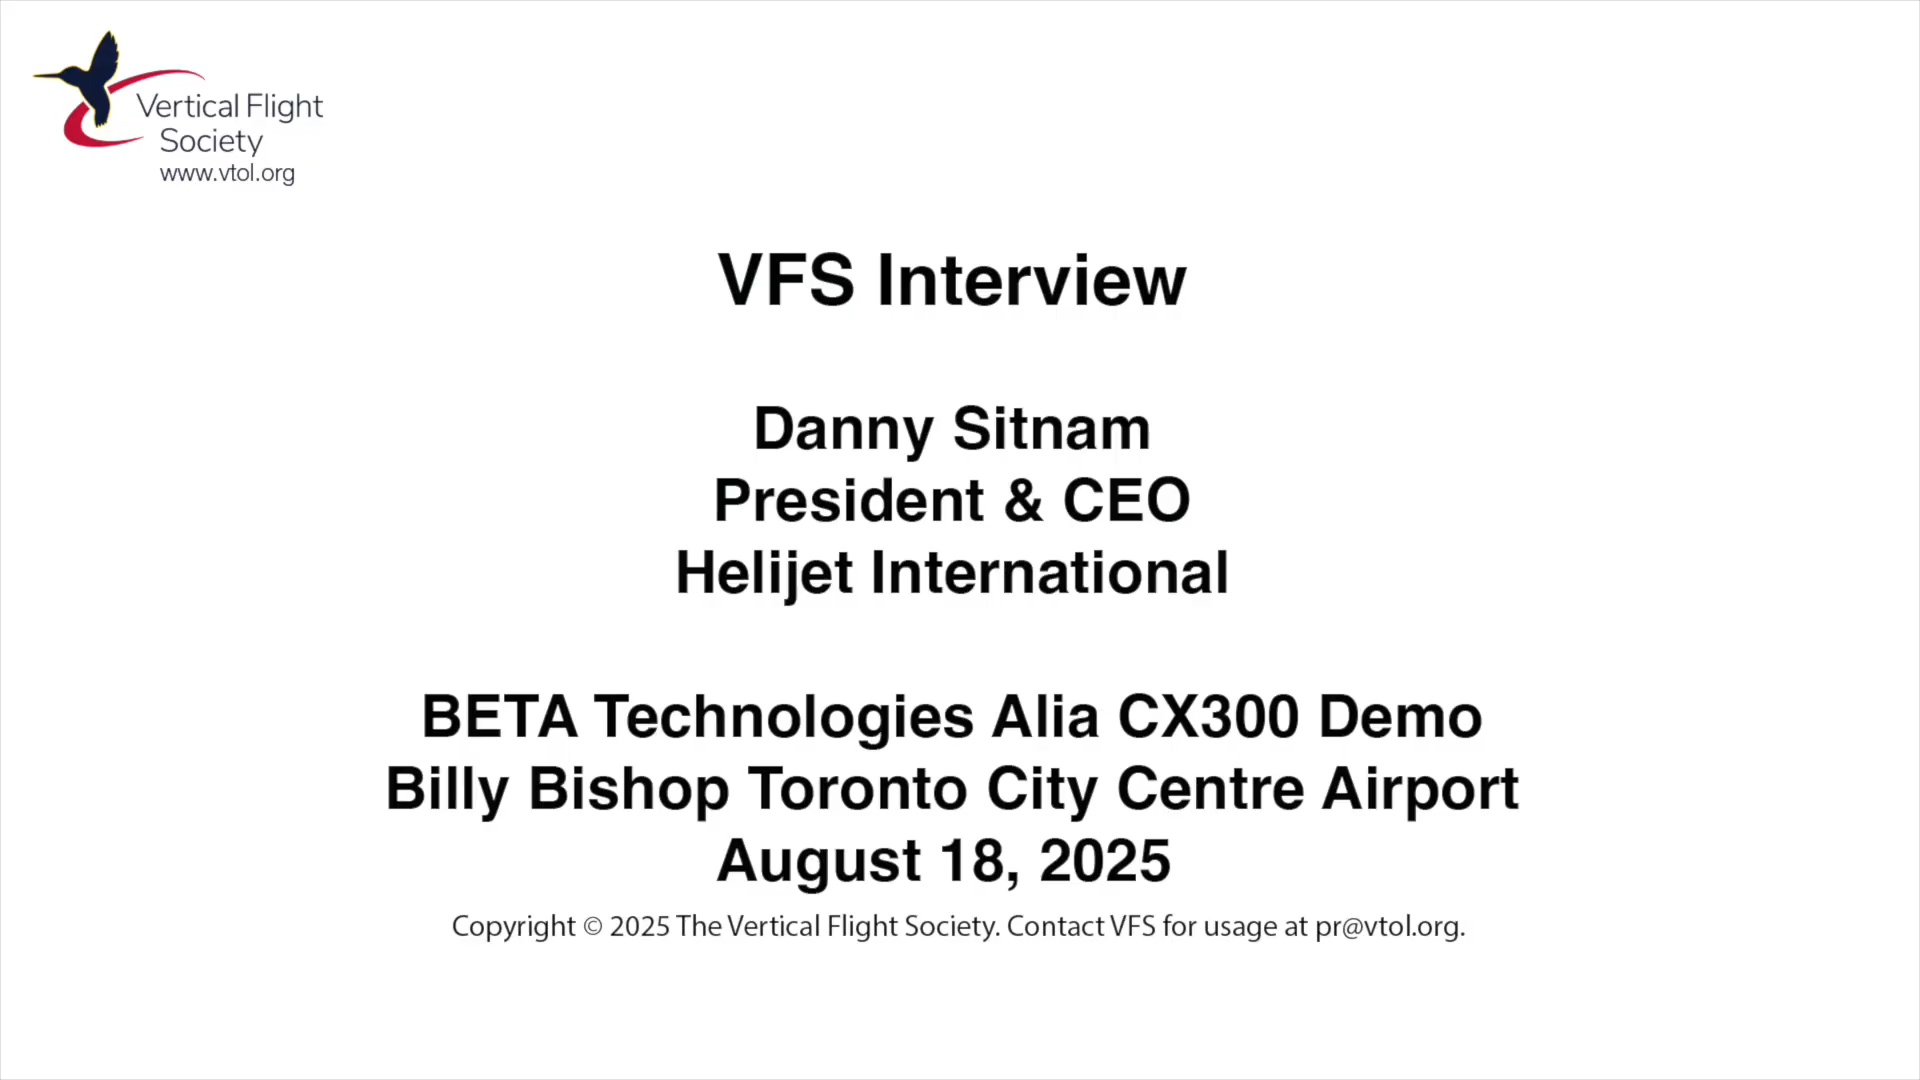 Vertical Flight
Society
www.vtol.org
VFS Interview
Danny Sitnam
President & CEO
Helijet International
BETA Technologies Alia CX300 Demo
Billy Bishop Toronto City Centre Airport
August 18, 2025
Copyright © 2025 The Vertical Flight Society. Contact VFS for usage at pr@vtol.org.